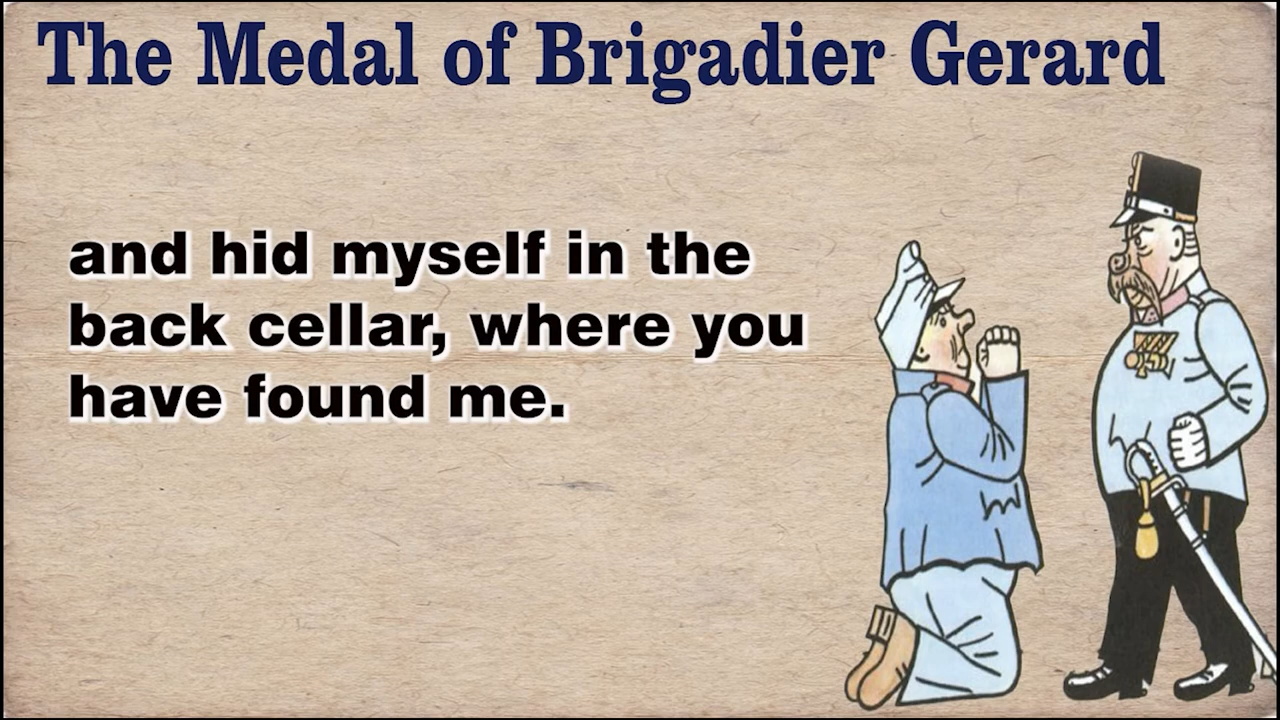 The Medal of Brigadier Gerard
and hid myself in the
back cellar, where you
have found me.